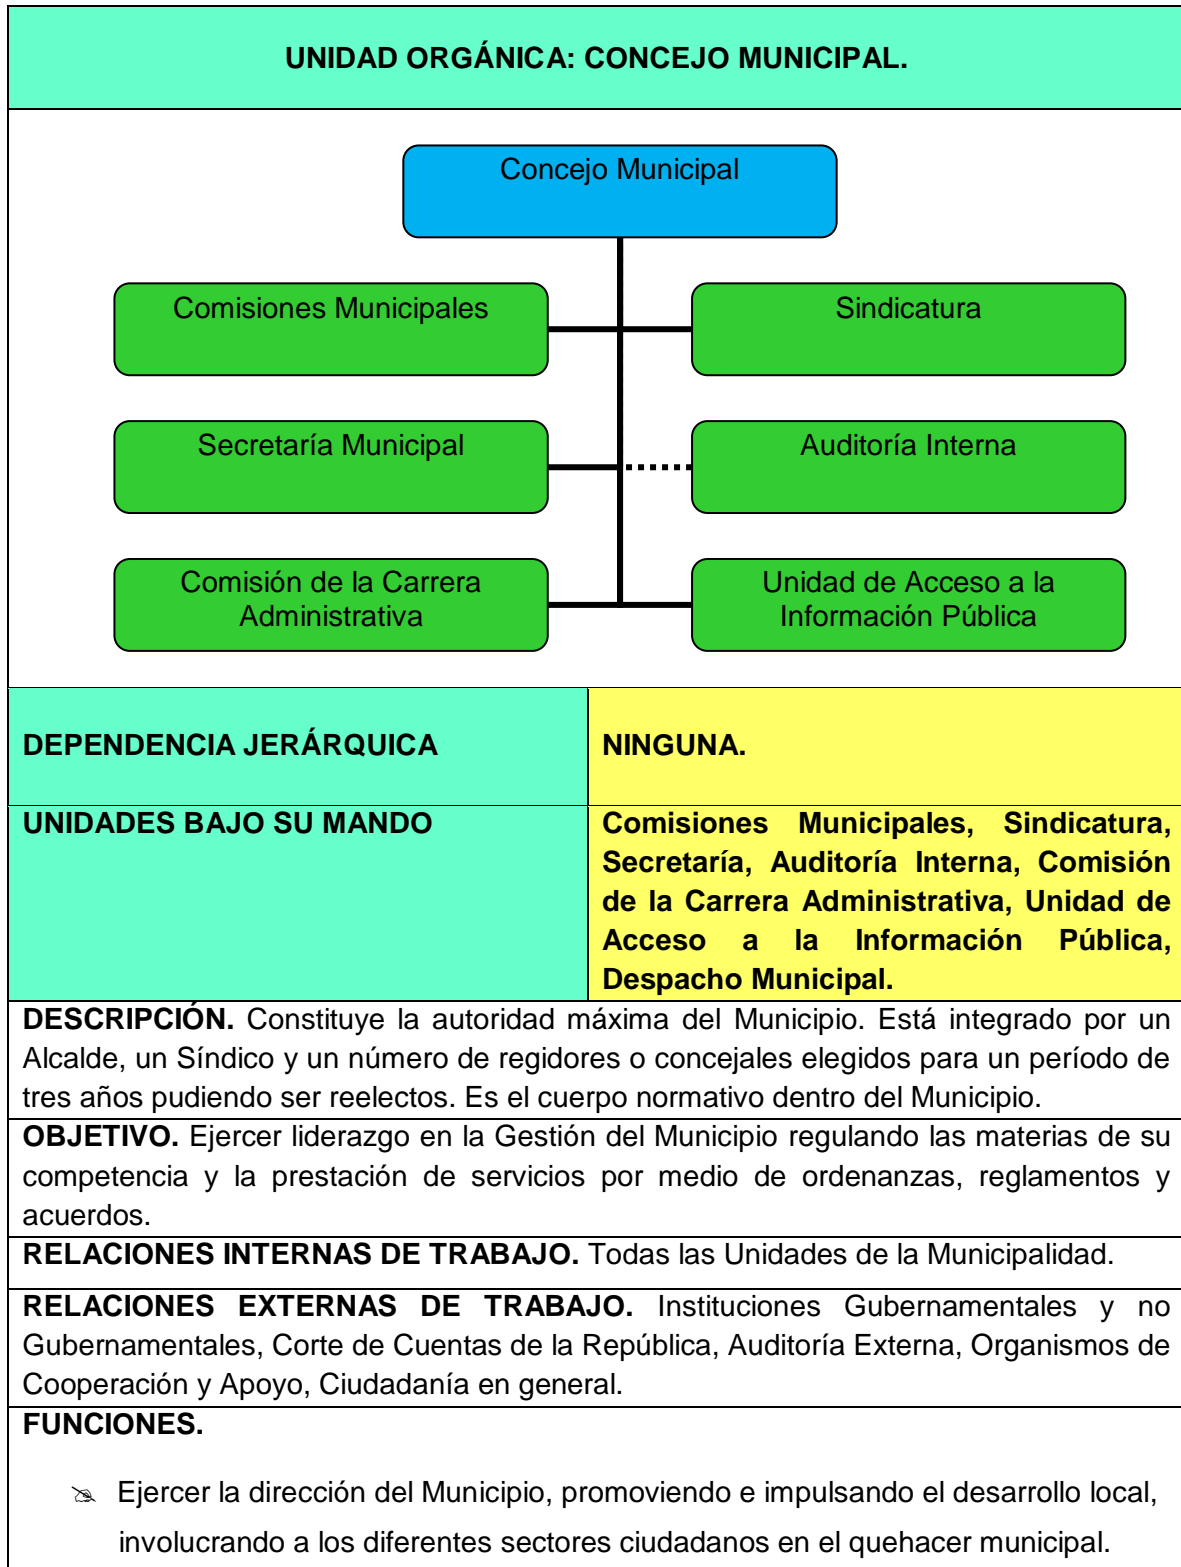 UNIDAD ORGÁNICA: CONCEJO MUNICIPAL.
Concejo Municipal
Comisiones Municipales
Sindicatura
Secretaría Municipal
Auditoría Interna
Comisión de la Carrera
Administrativa
Unidad de Acceso a la
Información Pública
DEPENDENCIA JERÁRQUICA
NINGUNA.
UNIDADES BAJO SU MANDO
Comisiones Municipales, Sindicatura,
Secretaría, Auditoría Interna, Comisión
de la Carrera Administrativa, Unidad de
Acceso a la Información Pública,
Despacho Municipal.
DESCRIPCIÓN. Constituye la autoridad máxima del Municipio. Está integrado por un
Alcalde, un Síndico y un número de regidores o concejales elegidos para un período de
tres años pudiendo ser reelectos. Es el cuerpo normativo dentro del Municipio.
OBJETIVO. Ejercer liderazgo en la Gestión del Municipio regulando las materias de su
competencia y la prestación de servicios por medio de ordenanzas, reglamentos y
acuerdos.
RELACIONES INTERNAS DE TRABAJO. Todas las Unidades de la Municipalidad.
RELACIONES EXTERNAS DE TRABAJO. Instituciones Gubernamentales y no
Gubernamentales, Corte de Cuentas de la República, Auditoría Externa, Organismos de
Cooperación y Apoyo, Ciudadanía en general.
FUNCIONES.
Ejercer la dirección del Municipio, promoviendo e impulsando el desarrollo local,
involucrando a los diferentes sectores ciudadanos en el quehacer municipal.